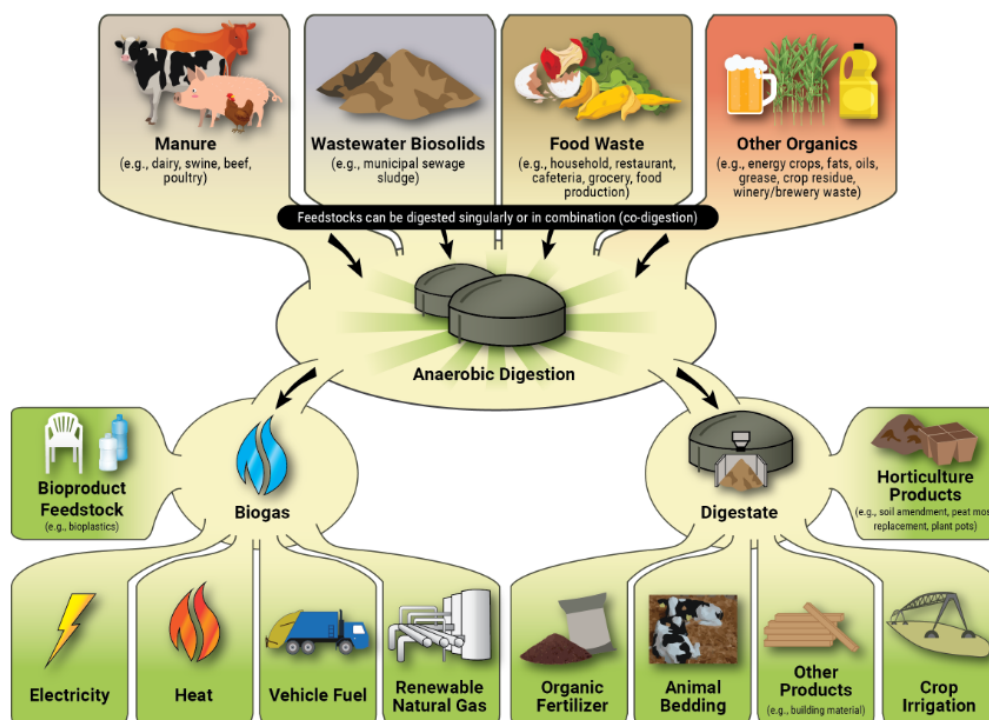 Manure
(e.g., dairy, swine, beef,
poultry)
Wastewater Biosolids
(e.g., municipal sewage
sludge)
Food Waste
(e.g., household, restaurant,
cafeteria, grocery, food
production)
Other Organics
(e.g., energy crops, fats, oils,
grease, crop residue,
winery/brewery waste)
Feedstocks can be digested singularly or in combination (co-digestion)
Anaerobic Digestion
Bioproduct
Feedstock
(e.g., bioplastics)
Biogas
Digestate
Horticulture
Products
(e.g., soil amendment, peat mos
replacement, plant pots)
Electricity
Heat
Vehicle Fuel
Renewable
Natural Gas
Organic
Fertilizer
Animal
Bedding
Other
Products
(e.g., building material)
Crop
Irrigation